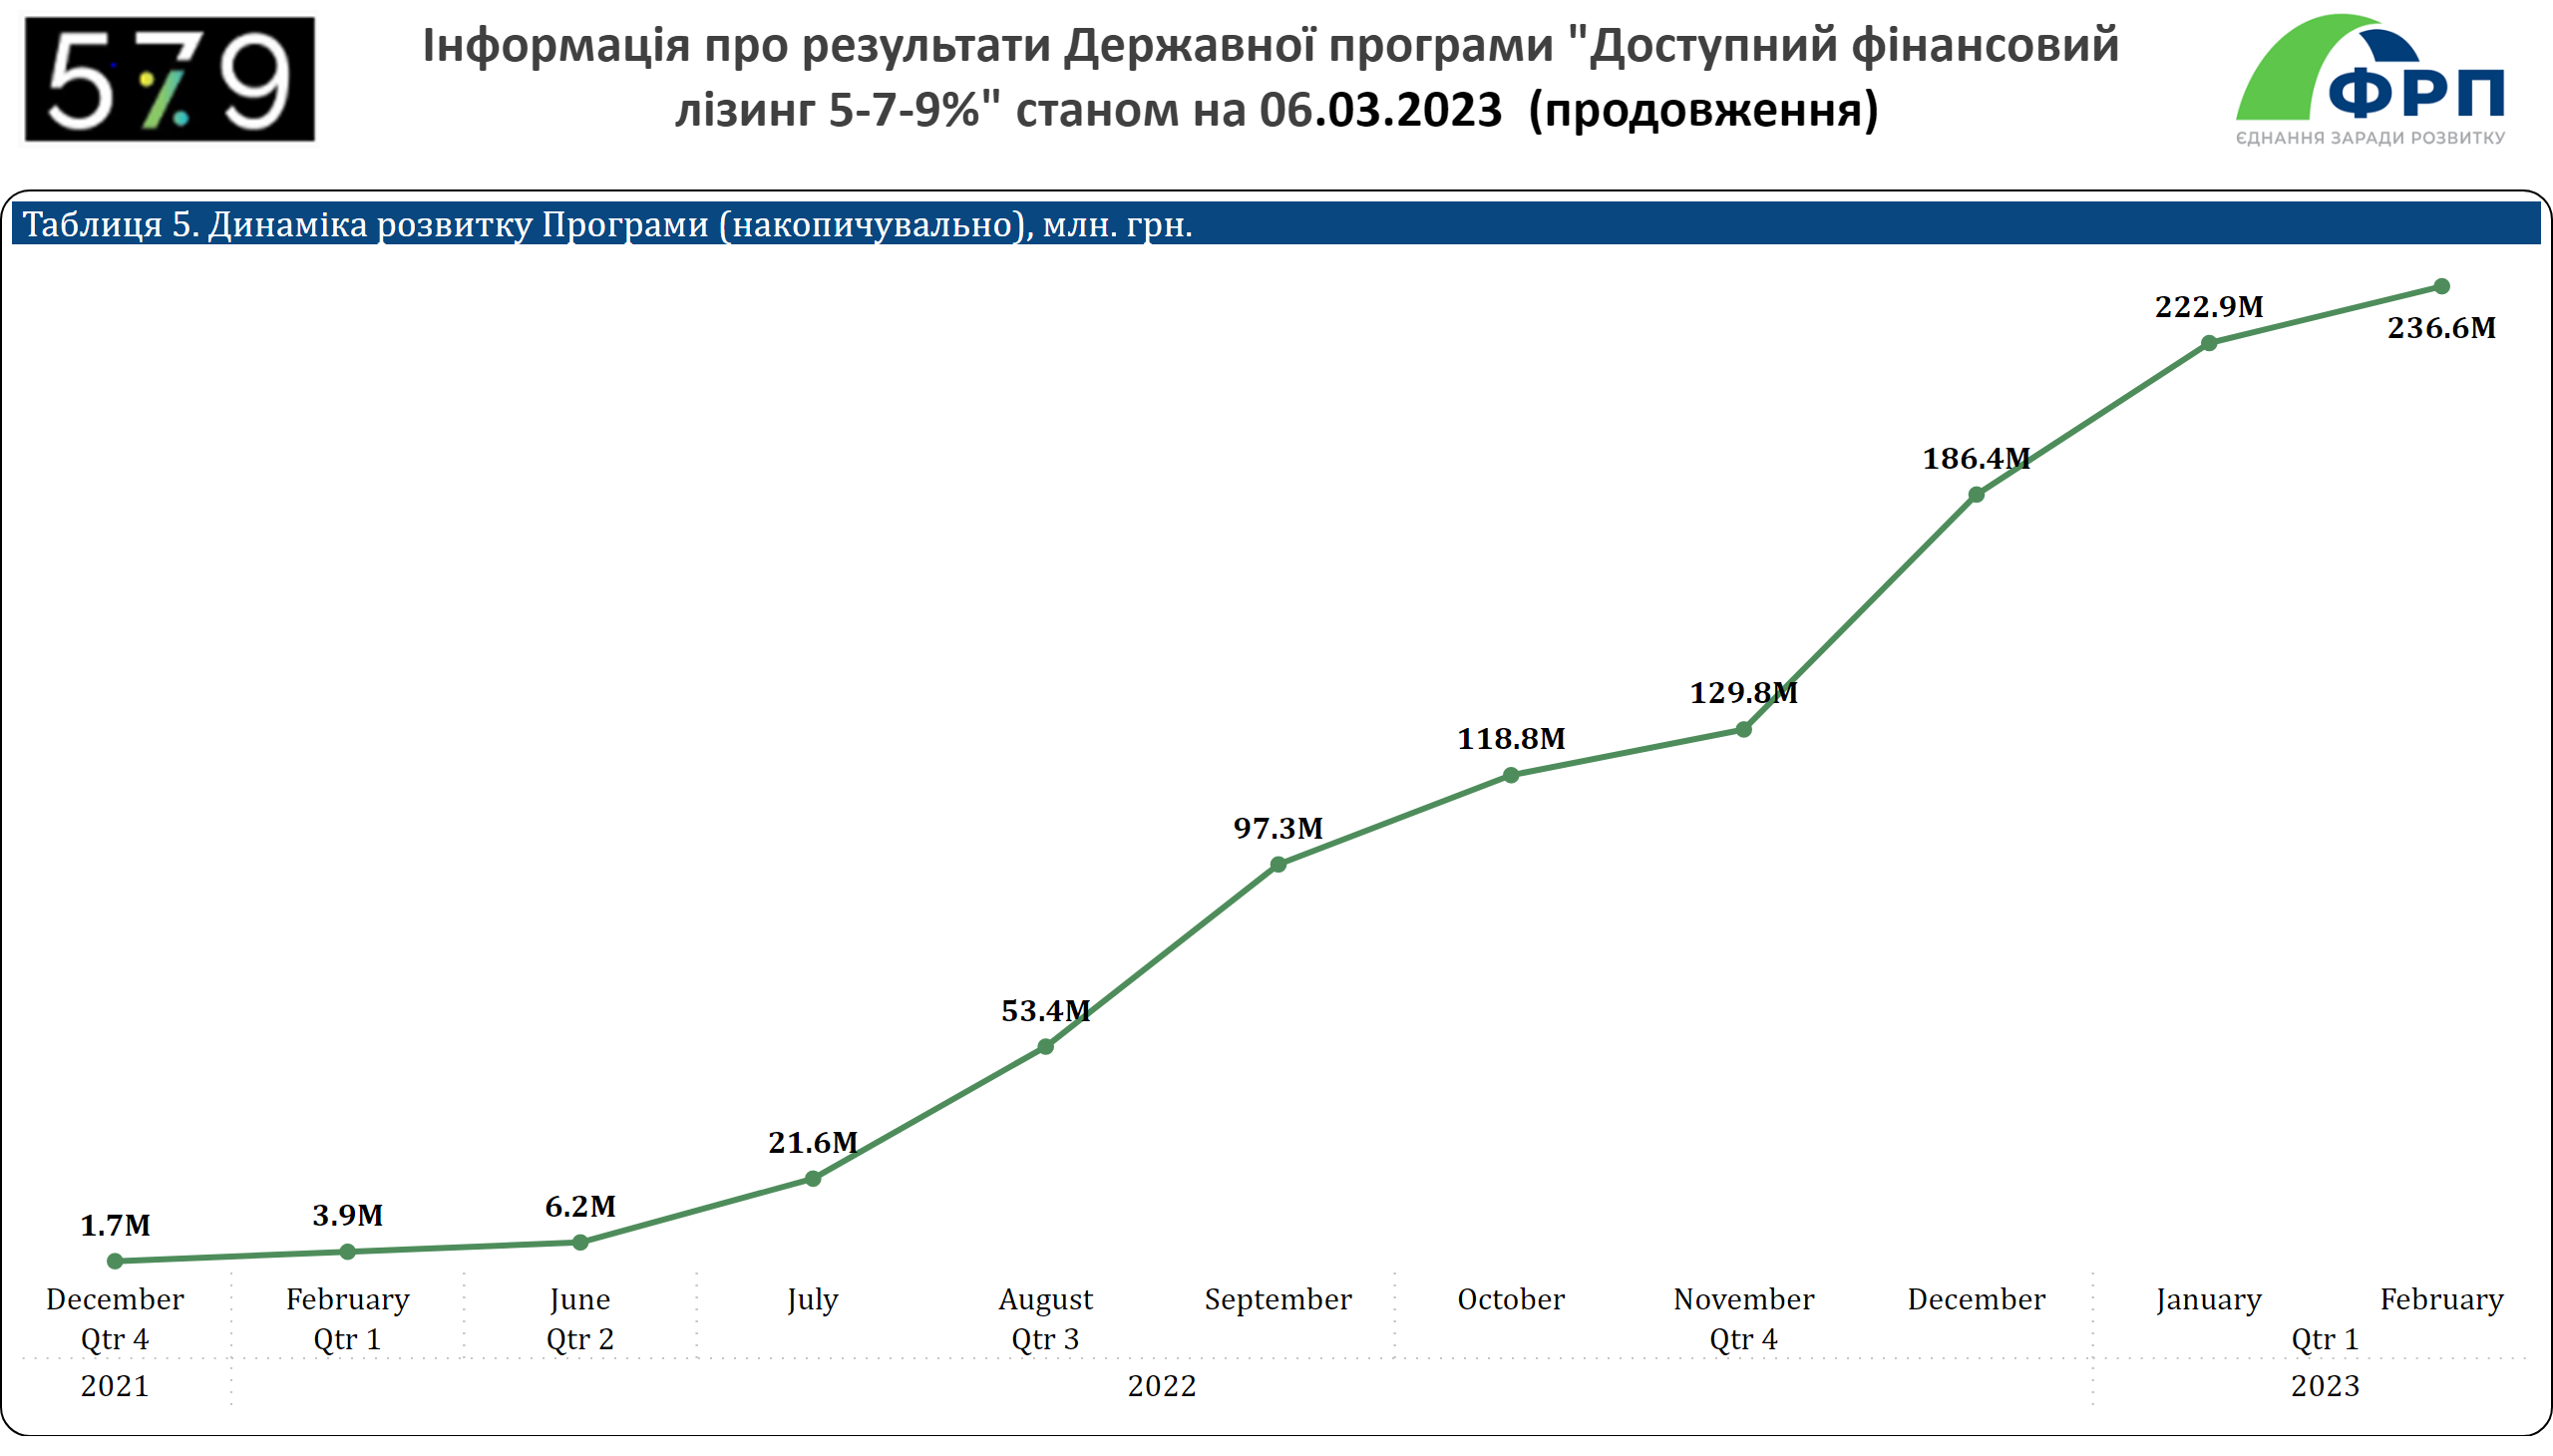 579
Інформація про результати Державної програми "Доступний фінансовий
лізинг 5-7-9%" станом на 06.03.2023 (продовження)
ФРП
ЄДНАННЯ ЗАРАДИ РОЗВИТКУ
Таблиця 5. Динаміка розвитку Програми (накопичувально), млн. грн.
1.7M
3.9M
6.2M
21.6M
53.4M
97.3M
118.8M
129.8M
186.4M
222.9M
236.6M
December February June July August September October November December January February
Qtr 4 Qtr 1 Qtr 2 Qtr 3 Qtr 4 Qtr 1
2021 2022 2023